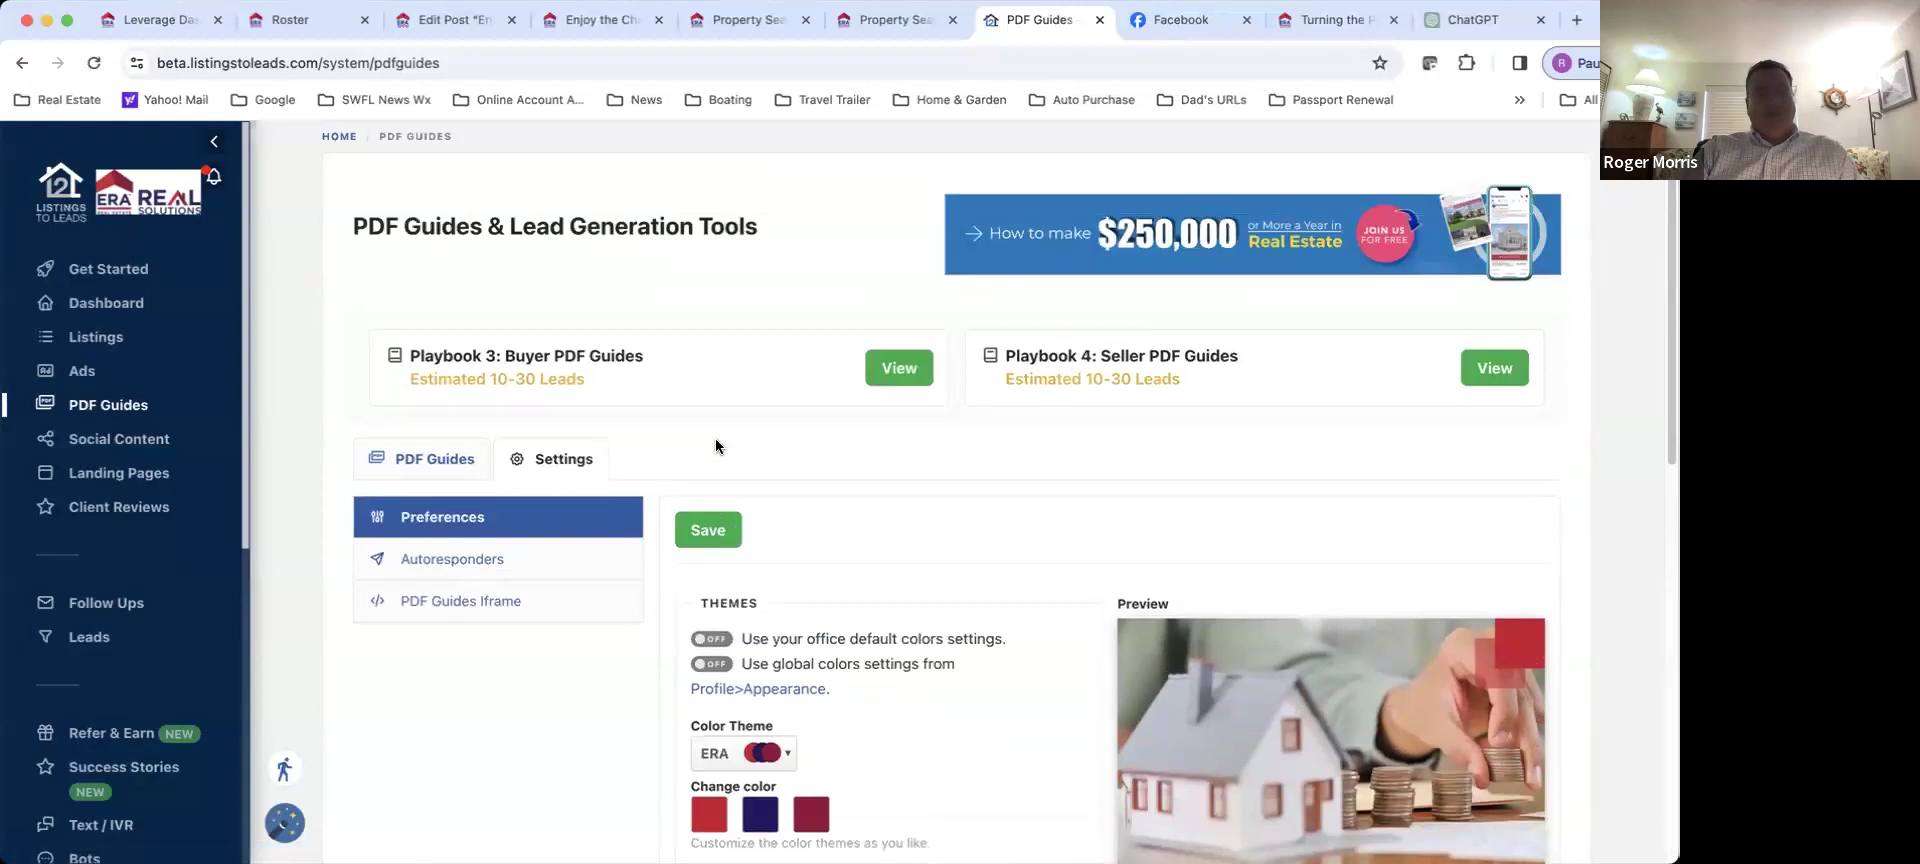 Leverage Da
Roster
Edit Post "En
Enjoy the Ch
Property Sea
Property Sea
PDF Guides
Facebook
Turning the P
ChatGPT
beta.listingstoleads.com/system/pdfguides
Pau
Real Estate
Yahoo! Mail
Google
SWFL News Wx
Online Account A...
News
Boating
Travel Trailer
Home & Garden
Auto Purchase
Dad's URLs
Passport Renewal
»
All
Roger Morris
LISTINGS
TO LEADS
ERA REAL
REAL ESTATE
SOLUTIONS
Get Started
Dashboard
Listings
Ads
PDF Guides
Social Content
Landing Pages
Client Reviews
Follow Ups
Leads
Refer & Earn NEW
Success Stories
NEW
Text / IVR
Bots
HOME / PDF GUIDES
PDF Guides & Lead Generation Tools
How to make $250,000 or More a Year in
Real Estate
JOIN US
FOR FREE
Playbook 3: Buyer PDF Guides
Estimated 10-30 Leads
View
Playbook 4: Seller PDF Guides
Estimated 10-30 Leads
View
PDF Guides
Settings
Preferences
Autoresponders
PDF Guides Iframe
Save
THEMES
OFF Use your office default colors settings.
OFF Use global colors settings from
Profile>Appearance.
Color Theme
ERA
Change color
Customize the color themes as you like.
Preview